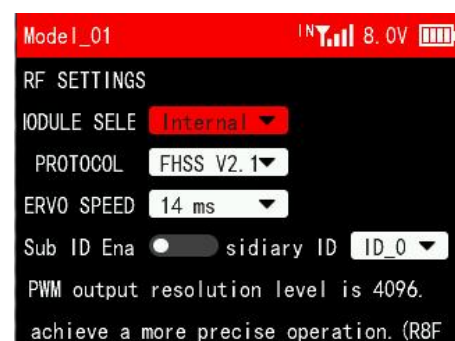 Model_01 IN 8.0V
RF SETTINGS
IODULE SELE Internal
PROTOCOL FHSS V2.1
ERVO SPEED 14 ms
Sub ID Ena sidiary ID ID_0
PWM output resolution level is 4096.
achieve a more precise operation. (R8F